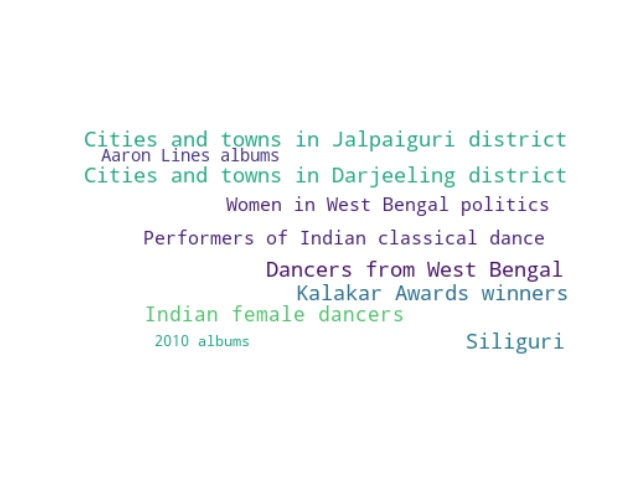 Cities and towns in Jalpaiguri district
Aaron Lines albums
Cities and towns in Darjeeling district
Women in West Bengal politics
Performers of Indian classical dance
Dancers from West Bengal
Kalakar Awards winners
Indian female dancers
2010 albums
Siliguri